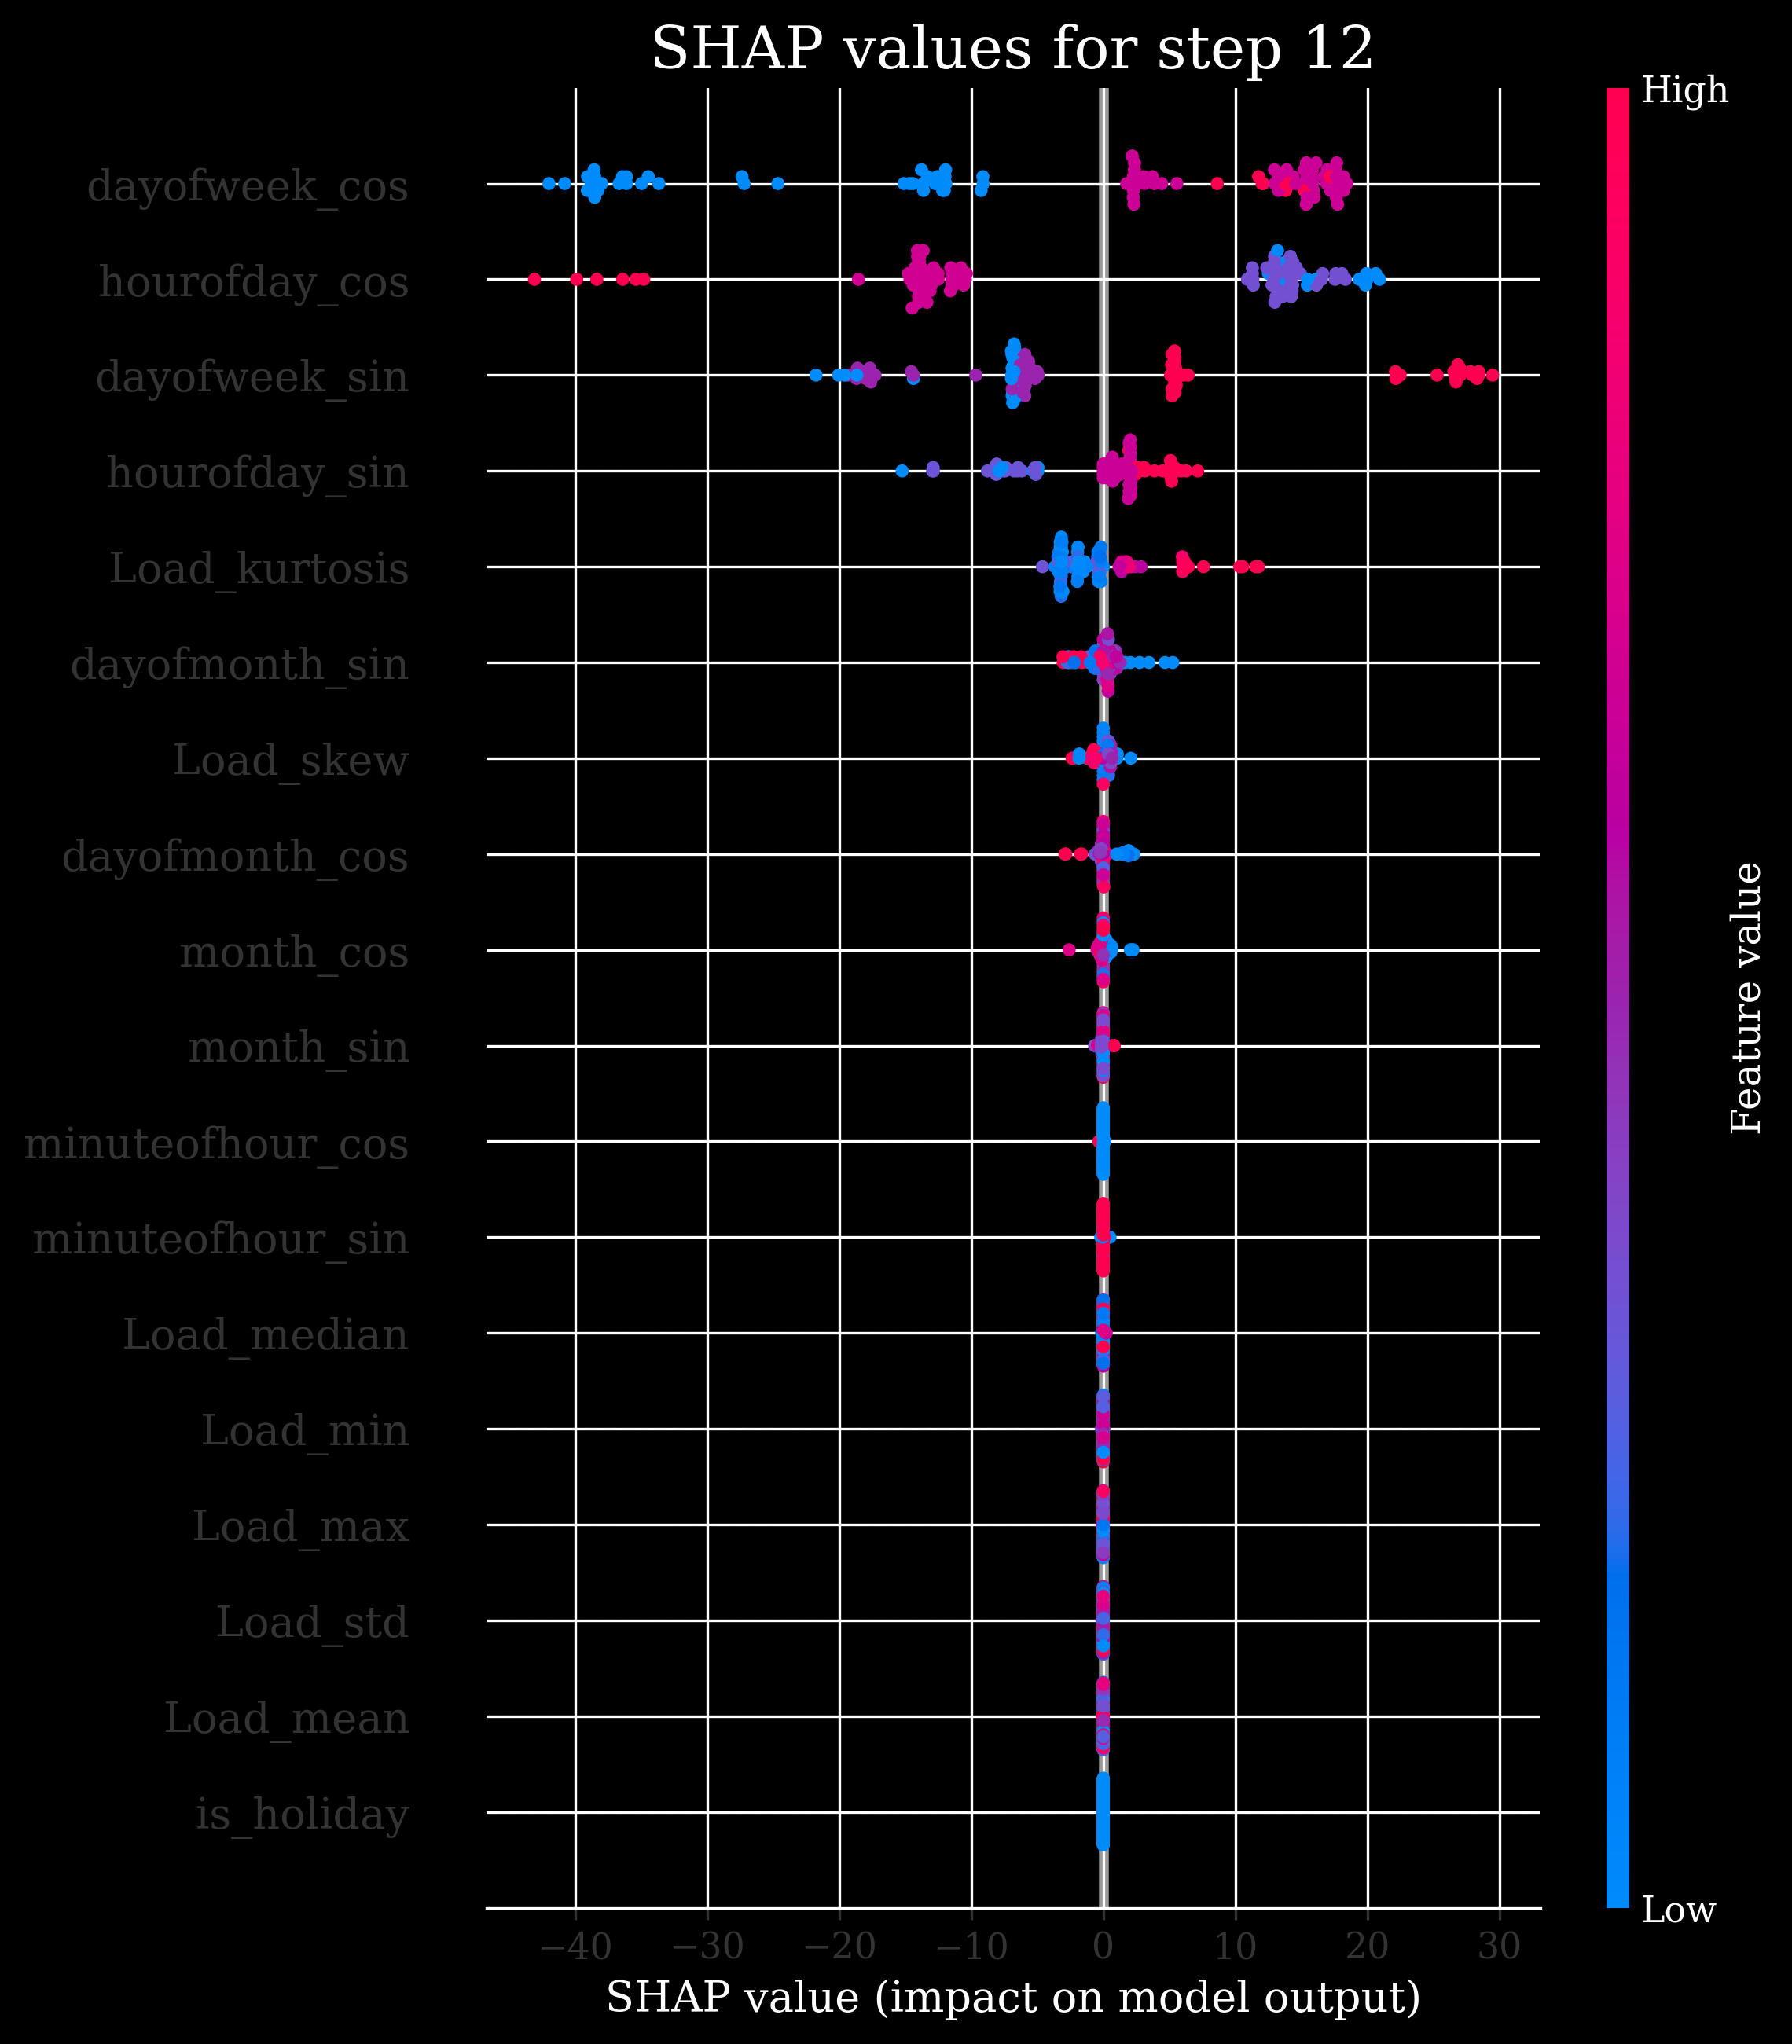 SHAP values for step 12
High
dayofweek_cos
hourofday_cos
dayofweek_sin
hourofday_sin
Load_kurtosis
dayofmonth_sin
Load_skew
dayofmonth_cos
month_cos
month_sin
minuteofhour_cos
minuteofhour_sin
Load_median
Load_min
Load_max
Load_std
Load_mean
is_holiday
Feature value
Low
−40 −30 −20 −10 0 10 20 30
SHAP value (impact on model output)